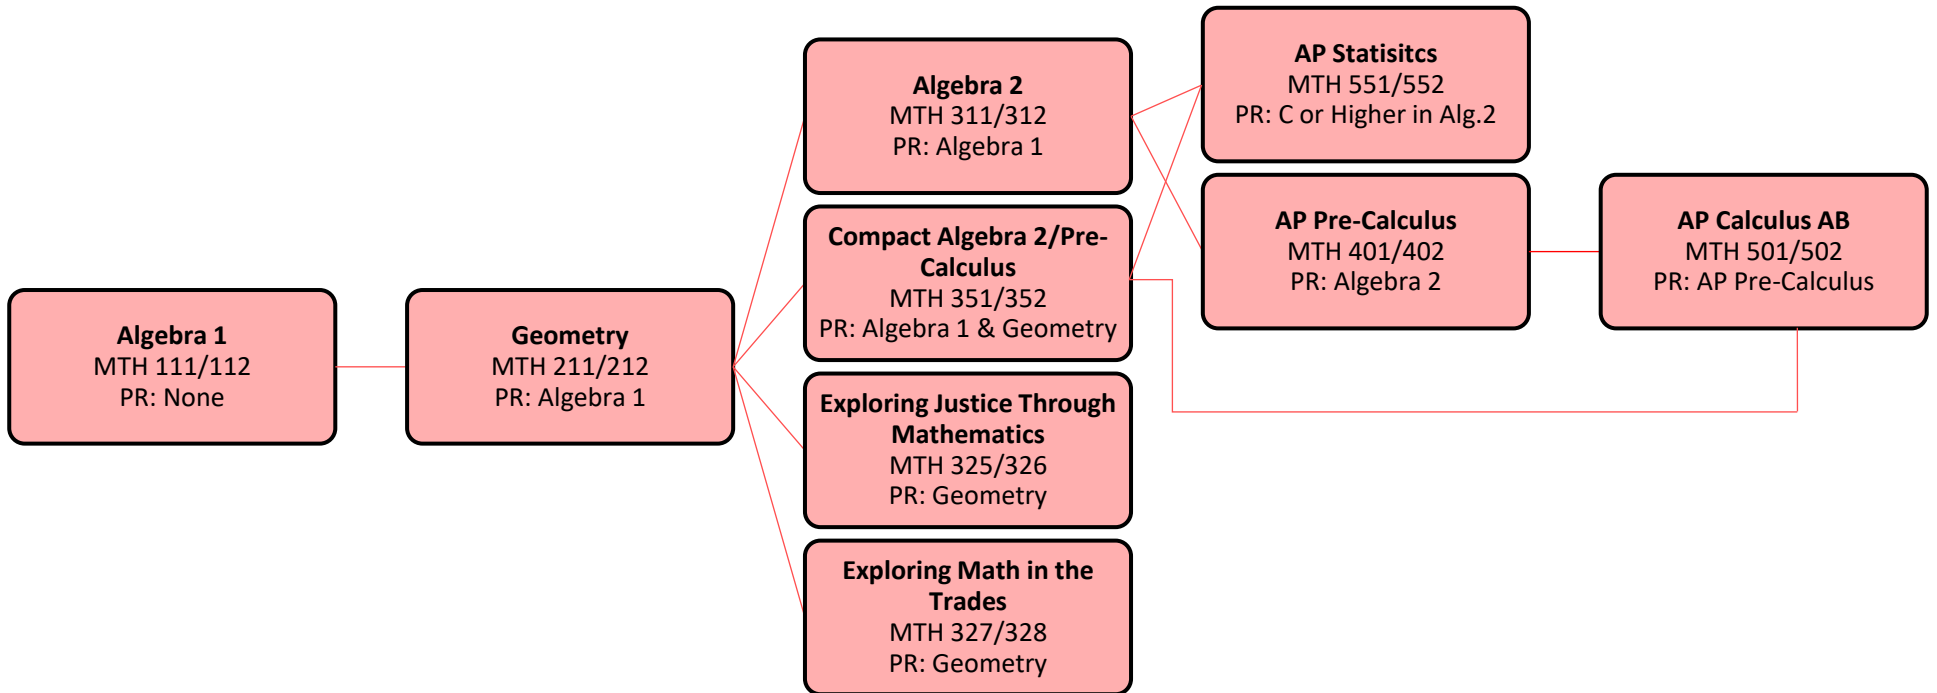 Algebra 1
MTH 111/112
PR: None
Geometry
MTH 211/212
PR: Algebra 1
Algebra 2
MTH 311/312
PR: Algebra 1
Compact Algebra 2/Pre-
Calculus
MTH 351/352
PR: Algebra 1 & Geometry
Exploring Justice Through
Mathematics
MTH 325/326
PR: Geometry
Exploring Math in the
Trades
MTH 327/328
PR: Geometry
AP Statisitcs
MTH 551/552
PR: C or Higher in Alg.2
AP Pre-Calculus
MTH 401/402
PR: Algebra 2
AP Calculus AB
MTH 501/502
PR: AP Pre-Calculus